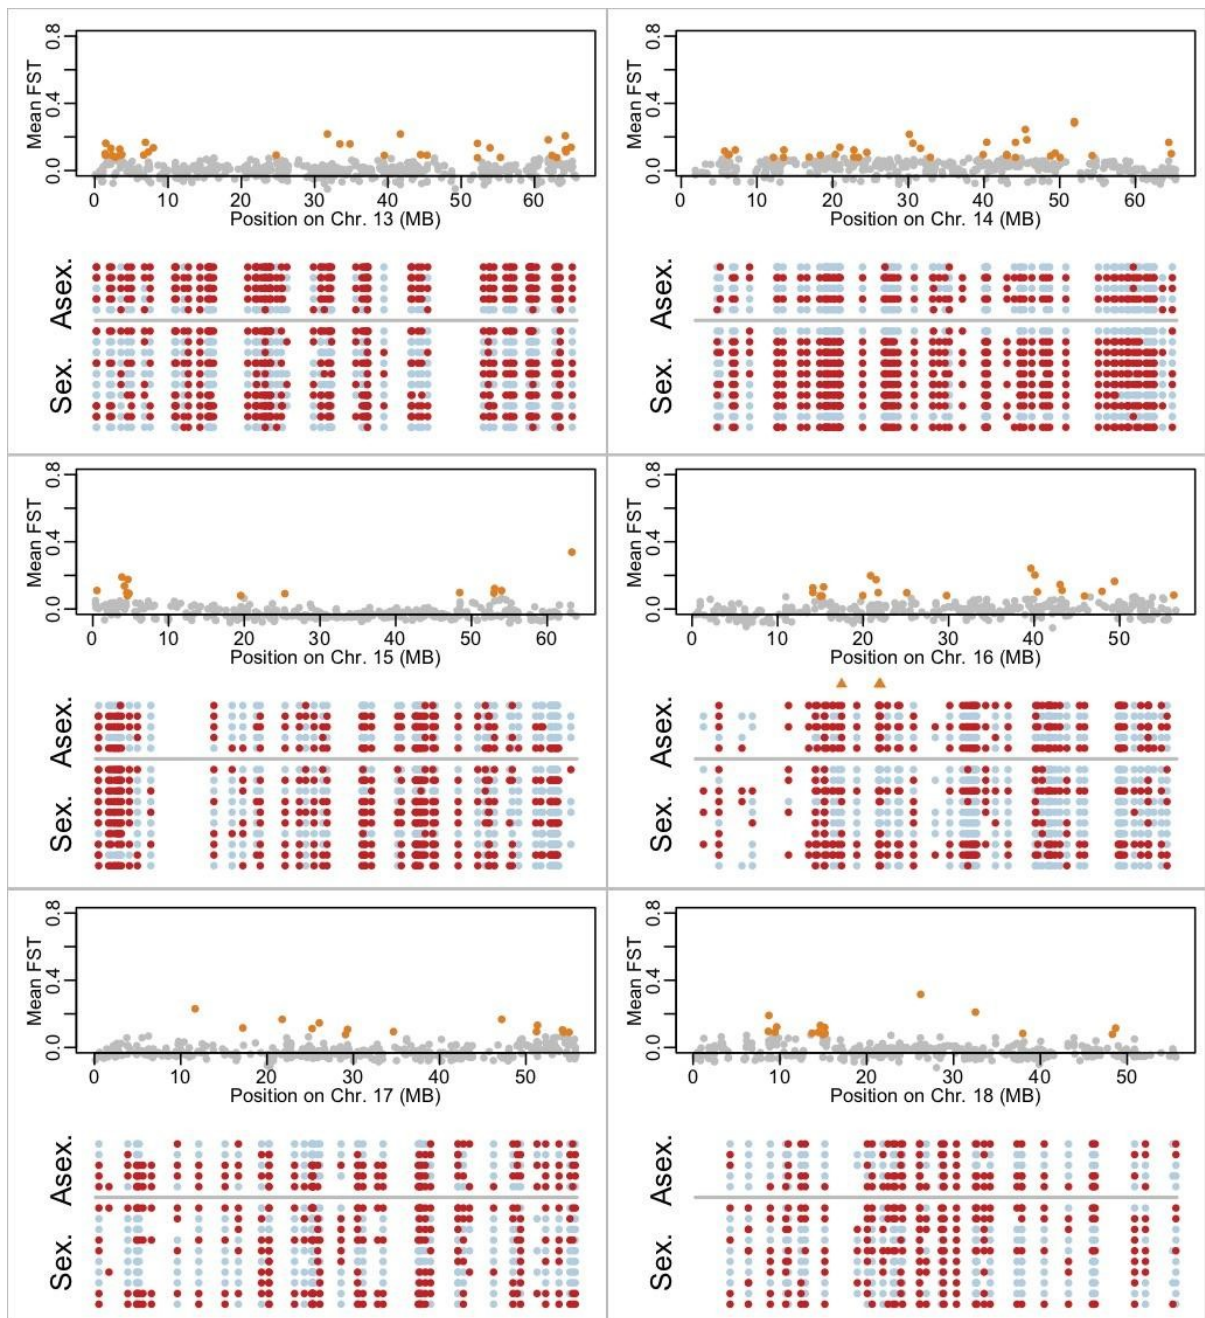 Mean FST
0.8
0.4
0.0
0 10 20 30 40 50 60
Position on Chr. 13 (MB)
Asex.
Sex.
Mean FST
0.8
0.4
0.0
0 10 20 30 40 50 60
Position on Chr. 14 (MB)
Asex.
Sex.
Mean FST
0.8
0.4
0.0
0 10 20 30 40 50 60
Position on Chr. 15 (MB)
Asex.
Sex.
Mean FST
0.8
0.4
0.0
0 10 20 30 40 50
Position on Chr. 16 (MB)
Asex.
Sex.
Mean FST
0.8
0.4
0.0
0 10 20 30 40 50
Position on Chr. 17 (MB)
Asex.
Sex.
Mean FST
0.8
0.4
0.0
0 10 20 30 40 50
Position on Chr. 18 (MB)
Asex.
Sex.